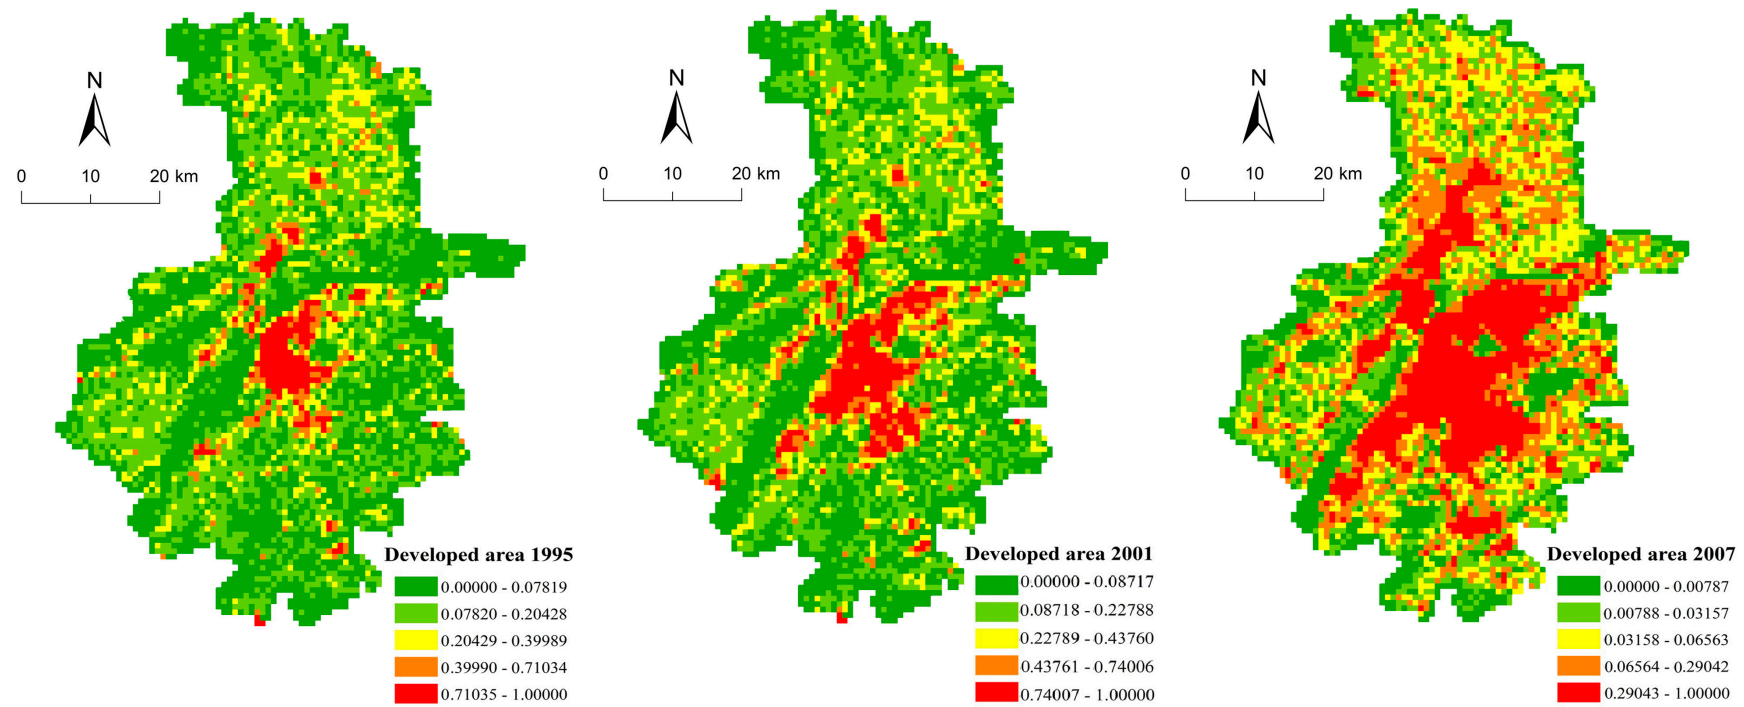 N
0 10 20 km
Developed area 1995
0.00000 - 0.07819
0.07820 - 0.20428
0.20429 - 0.39989
0.39990 - 0.71034
0.71035 - 1.00000
N
0 10 20 km
Developed area 2001
0.00000 - 0.08717
0.08718 - 0.22788
0.22789 - 0.43760
0.43761 - 0.74006
0.74007 - 1.00000
N
0 10 20 km
Developed area 2007
0.00000 - 0.00787
0.00788 - 0.03157
0.03158 - 0.06563
0.06564 - 0.29042
0.29043 - 1.00000